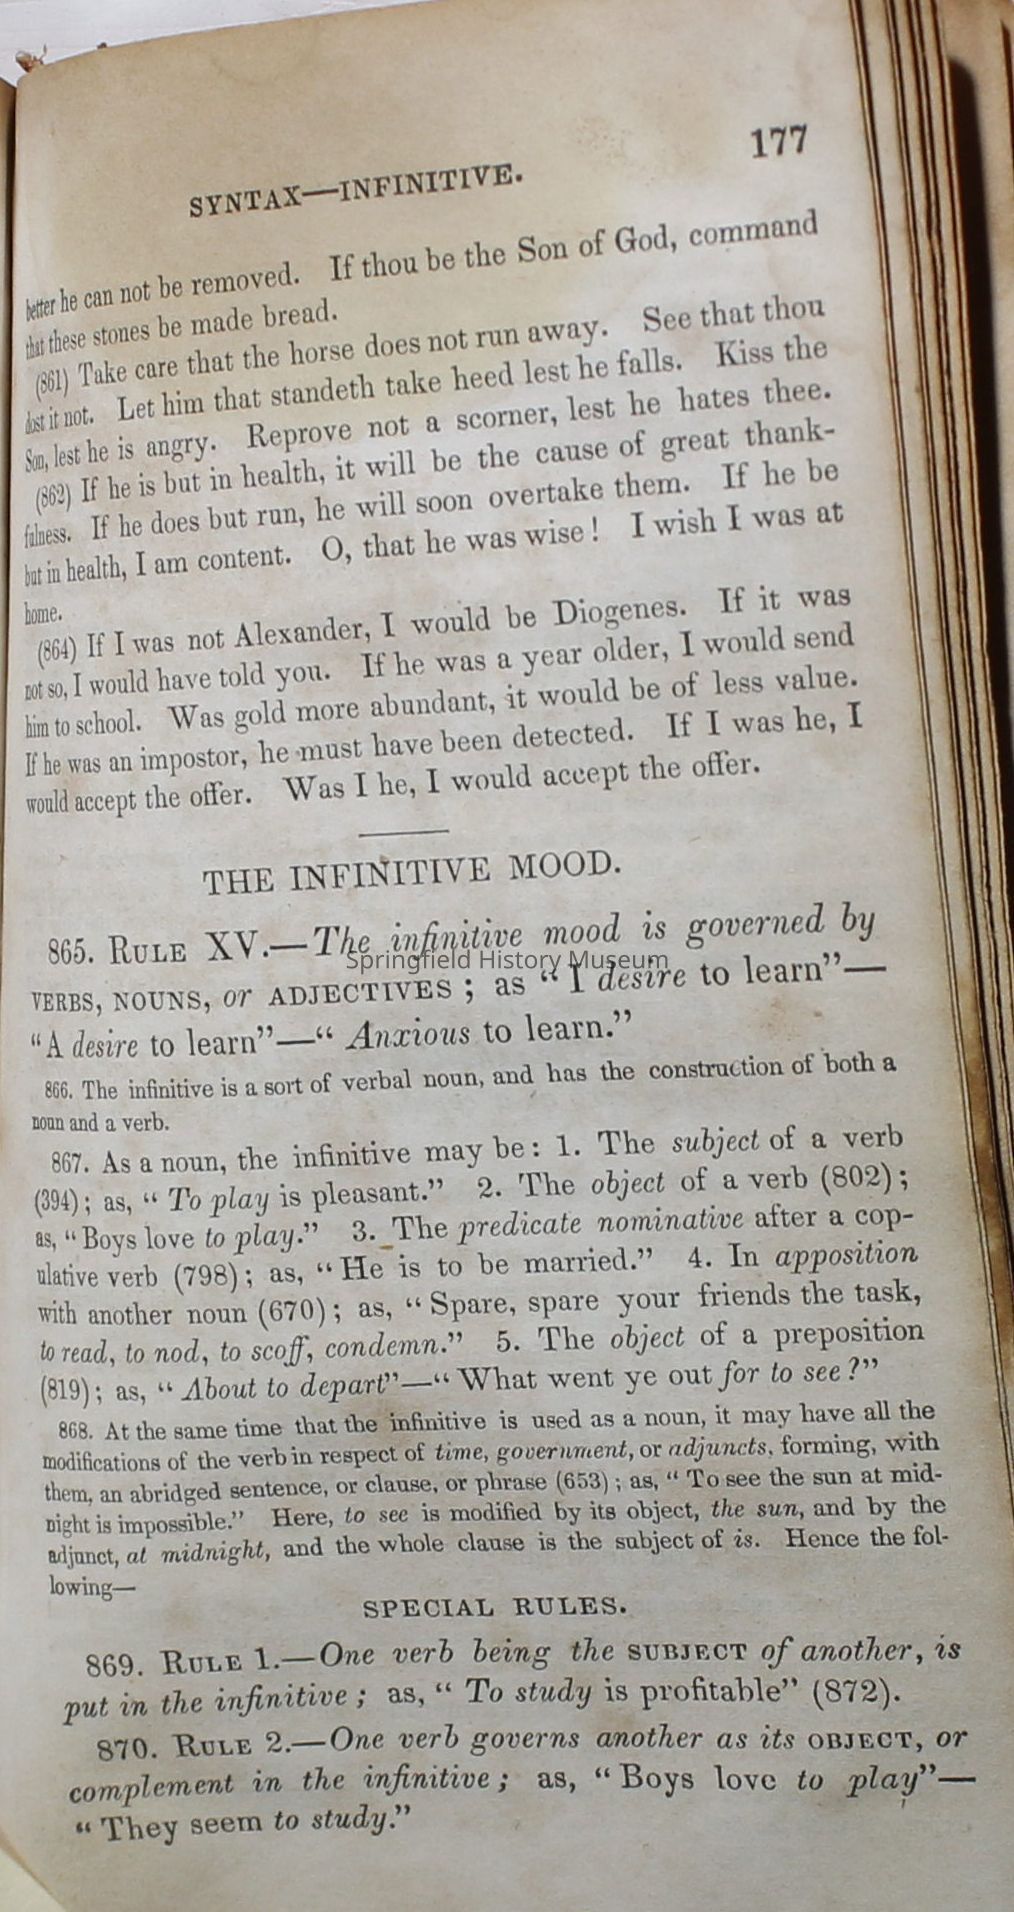 177
SYNTAX—INFINITIVE.
better he can not be removed. If thou be the Son of God, command
that these stones be made bread.
(861) Take care that the horse does not run away. See that thou
dost it not. Let him that standeth take heed lest he falls. Kiss the
Son, lest he is angry. Reprove not a scorner, lest he hates thee.
(862) If he is but in health, it will be the cause of great thank-
fulness. If he does but run, he will soon overtake them. If he be
but in health, I am content. O, that he was wise! I wish I was at
home.
(864) If I was not Alexander, I would be Diogenes. If it was
not so, I would have told you. If he was a year older, I would send
him to school. Was gold more abundant, it would be of less value.
If he was an impostor, he must have been detected. If I was he, I
would accept the offer. Was I he, I would accept the offer.
THE INFINITIVE MOOD.
865. RULE XV.—The infinitive mood is governed by
Springfield History Museum
VERBS, NOUNS, or ADJECTIVES; as "I desire to learn"—
"A desire to learn"—"Anxious to learn."
866. The infinitive is a sort of verbal noun, and has the construction of both a
noun and a verb.
867. As a noun, the infinitive may be: 1. The subject of a verb
(394); as, "To play is pleasant." 2. The object of a verb (802);
as, "Boys love to play." 3. The predicate nominative after a cop-
ulative verb (798); as, "He is to be married." 4. In apposition
with another noun (670); as, "Spare, spare your friends the task,
to read, to nod, to scoff, condemn." 5. The object of a preposition
(819); as, "About to depart"—"What went ye out for to see?"
868. At the same time that the infinitive is used as a noun, it may have all the
modifications of the verb in respect of time, government, or adjuncts, forming, with
them, an abridged sentence, or clause, or phrase (653); as, "To see the sun at mid-
night is impossible." Here, to see is modified by its object, the sun, and by the
adjunct, at midnight, and the whole clause is the subject of is. Hence the fol-
lowing—
SPECIAL RULES.
869. RULE 1.—One verb being the SUBJECT of another, is
put in the infinitive; as, "To study is profitable" (872).
870. RULE 2.—One verb governs another as its OBJECT, or
complement in the infinitive; as, "Boys love to play"—
"They seem to study."